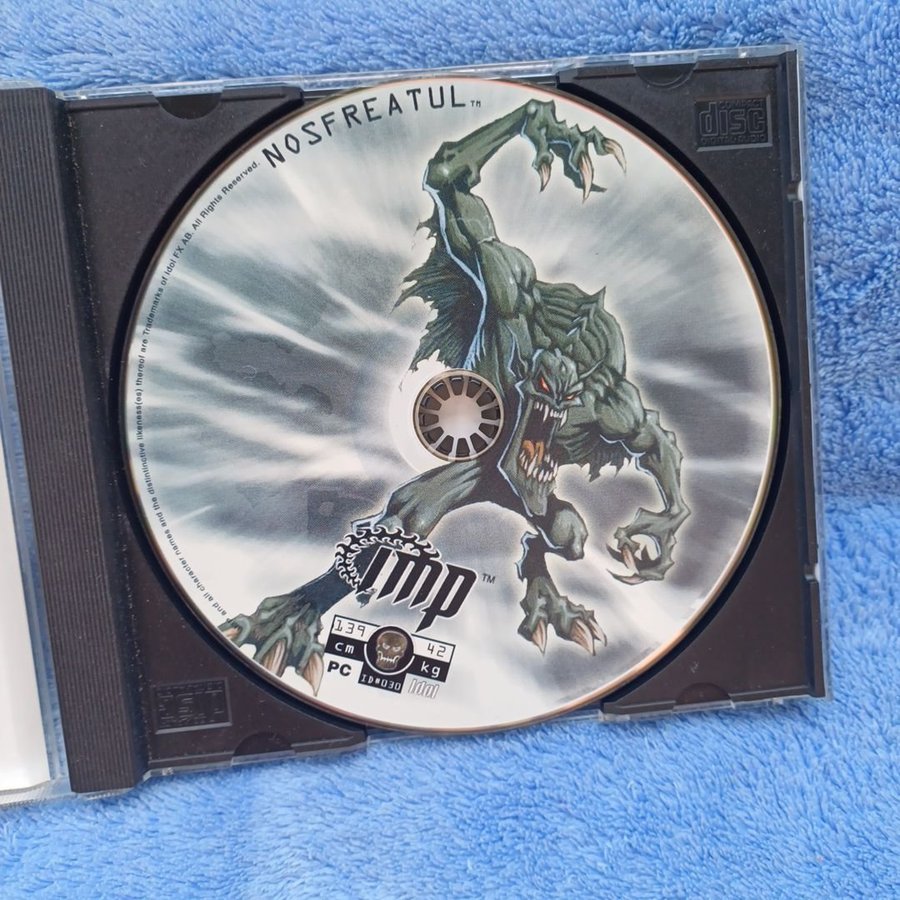 NOSFREATUL™
and all character names and the distintinctive likeness(es) thereof are Trademarks of Idol FX AB. All Rights Reserved.
COMPACT
disc
Imp™
139
cm
42
kg
PC
ID#030
Idol